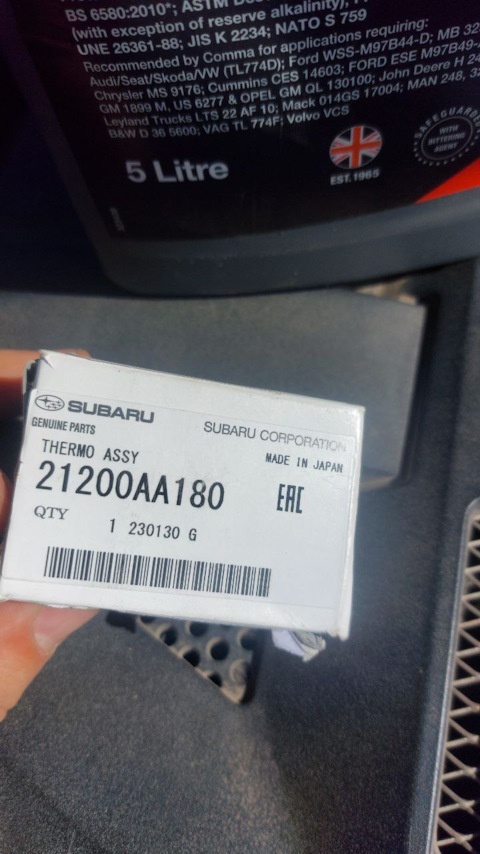 BS 6580:2010*; ASTM
(with exception of reserve alkalinity),
UNE 26361-88; JIS K 2234; NATO S 759
Recommended by Comma for applications requiring:
Audi/Seat/Skoda/VW (TL774D); Ford WSS-M97B44-D; MB
Chrysler MS 9176; Cummins CES 14603; FORD ESE M97B49-
GM 1899 M, US 6277 & OPEL GM QL 130100; John Deere H
Leyland Trucks LTS 22 AF 10; Mack 014GS 17004; MAN 248,
B&W D 36 5600; VAG TL 774F; Volvo VCS
SAFEGUARD
WITH
BITTERING
AGENT
5 Litre
EST. 1965
SUBARU
GENUINE PARTS
SUBARU CORPORATION
THERMO ASSY
MADE IN JAPAN
21200AA180
EAC
QTY
1 230130 G